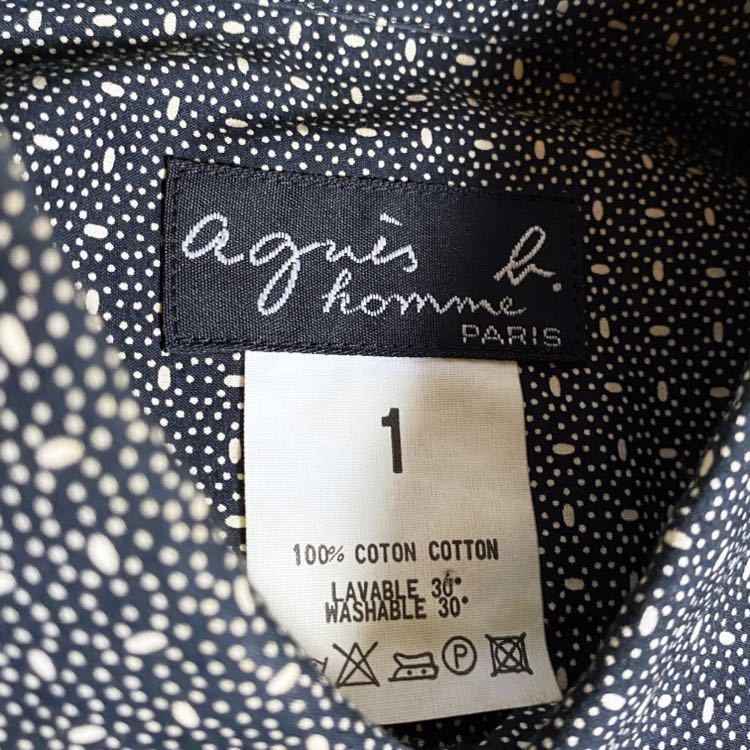 agnès b.
homme
PARIS
1
100% COTON COTTON
LAVABLE 30°
WASHABLE 30°
P